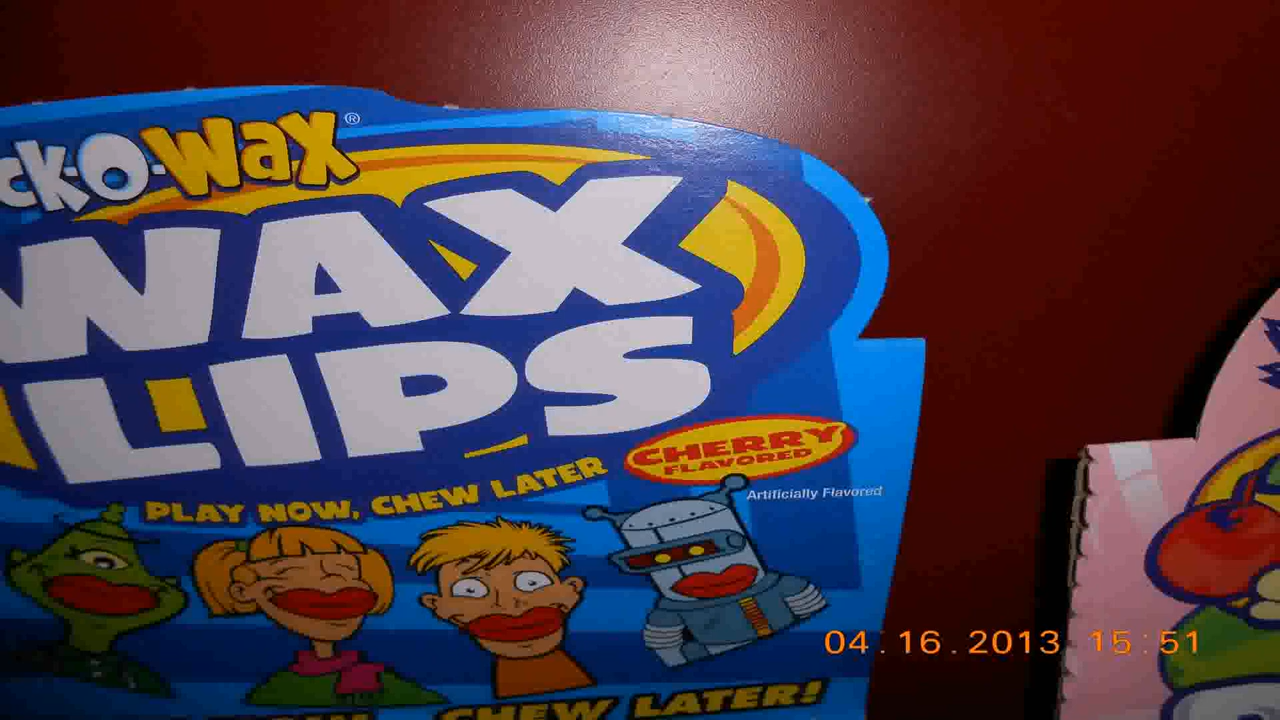 ck-O-Wax®
WAX
LIPS
CHERRY
FLAVORED
PLAY NOW, CHEW LATER
Artificially Flavored
04.16.2013 15:51
CHEW LATER!